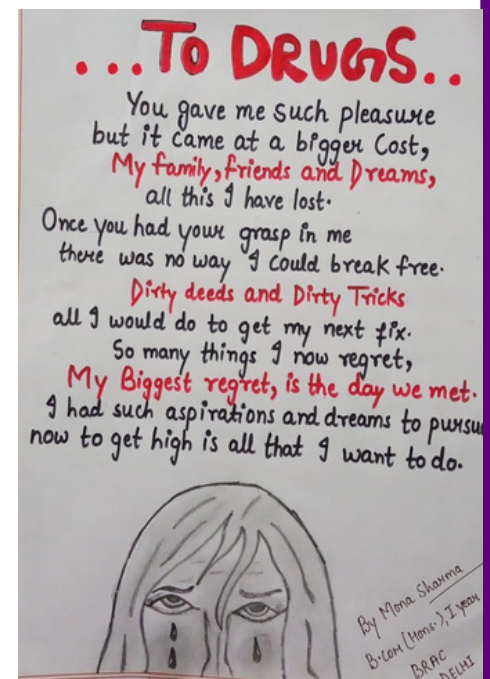 ...To DRUGS..
You gave me such pleasure
but it came at a bigger Cost,
My family, friends and Dreams,
all this I have lost.
Once you had your grasp in me
there was no way I could break free.
Dirty deeds and Dirty Tricks
all I would do to get my next fix.
So many things I now regret,
My Biggest regret, is the day we met.
I had such aspirations and dreams to pursu
now to get high is all that I want to do.
By Mona Sharma
B.com (Hons.), I year
BRAC
DELHI